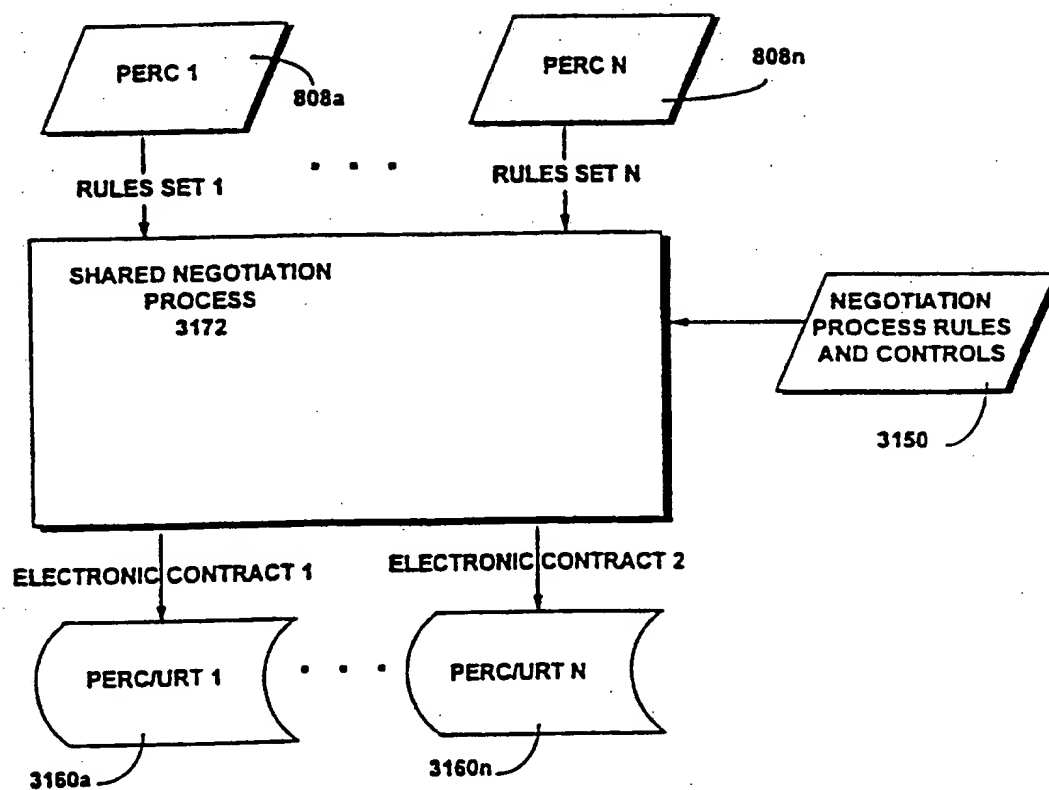 PERC 1
808a
PERC N
808n
RULES SET 1
RULES SET N
SHARED NEGOTIATION
PROCESS
3172
NEGOTIATION
PROCESS RULES
AND CONTROLS
3150
ELECTRONIC CONTRACT 1
ELECTRONIC CONTRACT 2
PERC/URT 1
PERC/URT N
3160a
3160n